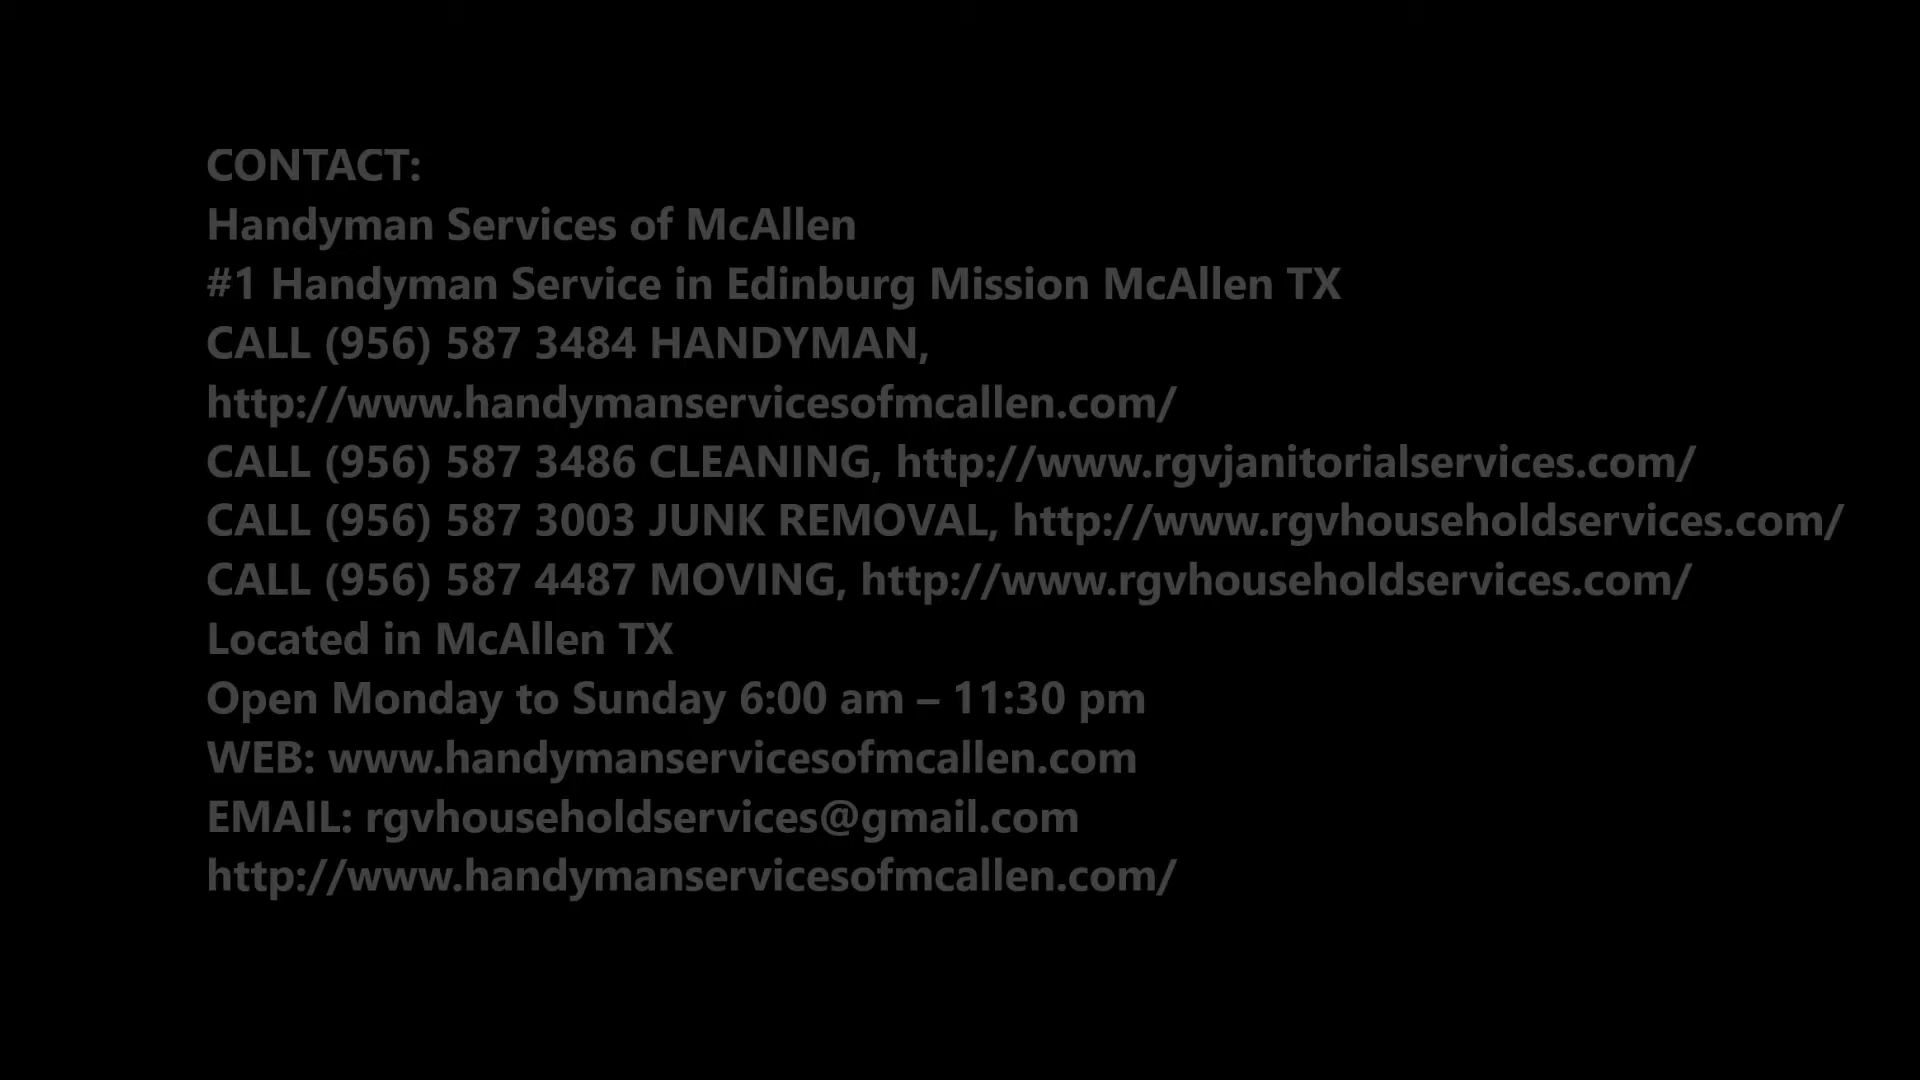 CONTACT:
Handyman Services of McAllen
#1 Handyman Service in Edinburg Mission McAllen TX
CALL (956) 587 3484 HANDYMAN,
http://www.handymanservicesofmcallen.com/
CALL (956) 587 3486 CLEANING, http://www.rgvjanitorialservices.com/
CALL (956) 587 3003 JUNK REMOVAL, http://www.rgvhouseholdservices.com/
CALL (956) 587 4487 MOVING, http://www.rgvhouseholdservices.com/
Located in McAllen TX
Open Monday to Sunday 6:00 am – 11:30 pm
WEB: www.handymanservicesofmcallen.com
EMAIL: rgvhouseholdservices@gmail.com
http://www.handymanservicesofmcallen.com/